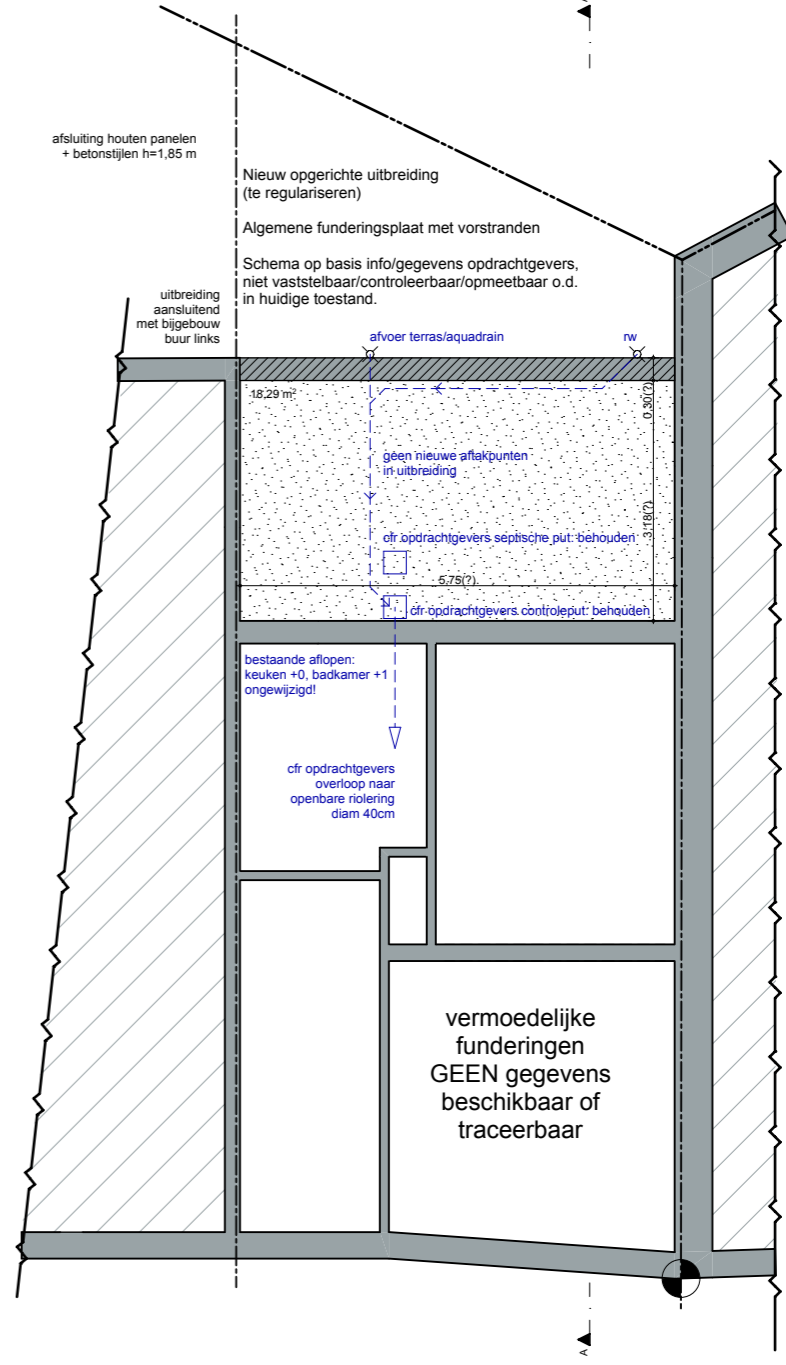 afsluiting houten panelen
+ betonstijlen h=1,85 m
Nieuw opgerichte uitbreiding
(te regulariseren)
Algemene funderingsplaat met vorstranden
Schema op basis info/gegevens opdrachtgevers,
niet vaststelbaar/controleerbaar/opmeetbaar o.d.
in huidige toestand.
uitbreiding
aansluitend
met bijgebouw
buur links
afvoer terras/aquadrain
rw
18,29 m²
0,30(?)
geen nieuwe aftakpunten
in uitbreiding
3,18(?)
cfr opdrachtgevers septische put: behouden
5,75(?)
cfr opdrachtgevers controleput: behouden
bestaande aflopen:
keuken +0, badkamer +1
ongewijzigd!
cfr opdrachtgevers
overloop naar
openbare riolering
diam 40cm
vermoedelijke
funderingen
GEEN gegevens
beschikbaar of
traceerbaar
A